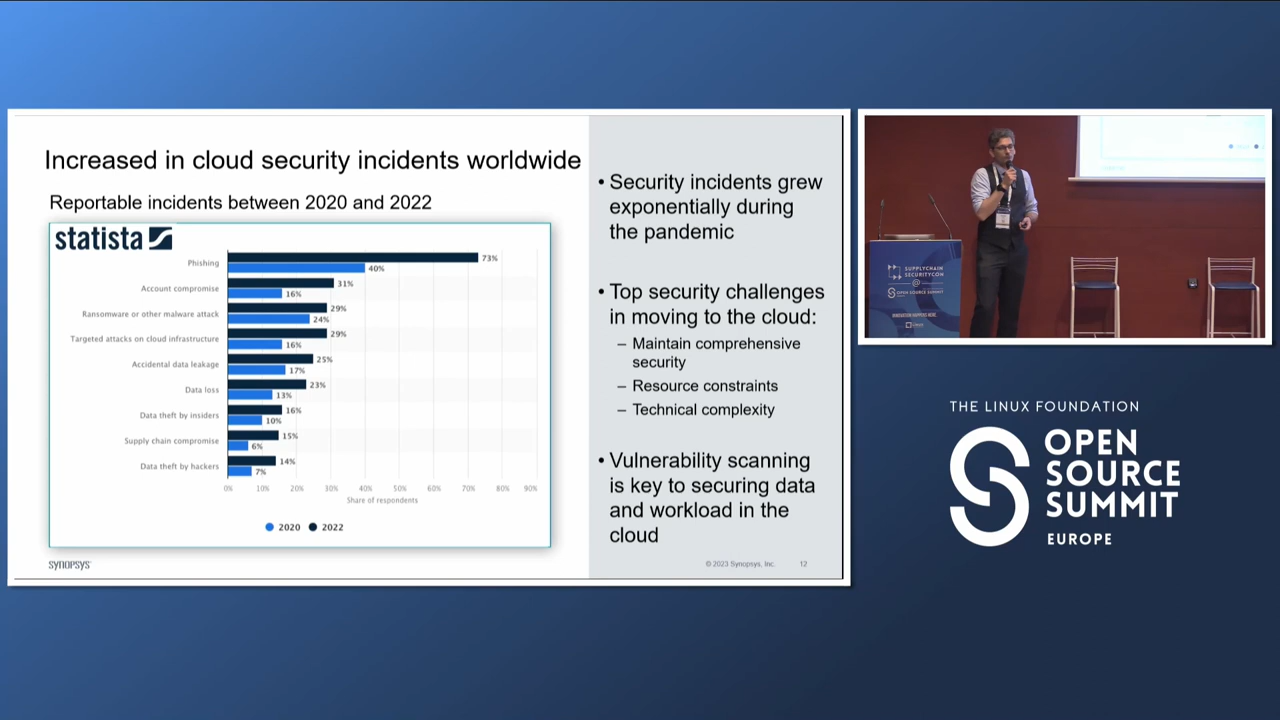 Increased in cloud security incidents worldwide
Reportable incidents between 2020 and 2022
statista
Phishing
73%
40%
Account compromise
31%
16%
Ransomware or other malware attack
29%
24%
Targeted attacks on cloud infrastructure
29%
16%
Accidental data leakage
25%
17%
Data loss
23%
13%
Data theft by insiders
16%
10%
Supply chain compromise
15%
6%
Data theft by hackers
14%
7%
0% 10% 20% 30% 40% 50% 60% 70% 80% 90%
Share of respondents
2020 2022
SYNOPSYS
• Security incidents grew
exponentially during
the pandemic
• Top security challenges
in moving to the cloud:
– Maintain comprehensive
security
– Resource constraints
– Technical complexity
• Vulnerability scanning
is key to securing data
and workload in the
cloud
© 2023 Synopsys, Inc. 12
SUPPLYCHAIN
SECURITYCON
@
OPEN SOURCE SUMMIT
INNOVATION HAPPENS HERE
THE LINUX FOUNDATION
OPEN
SOURCE
SUMMIT
EUROPE